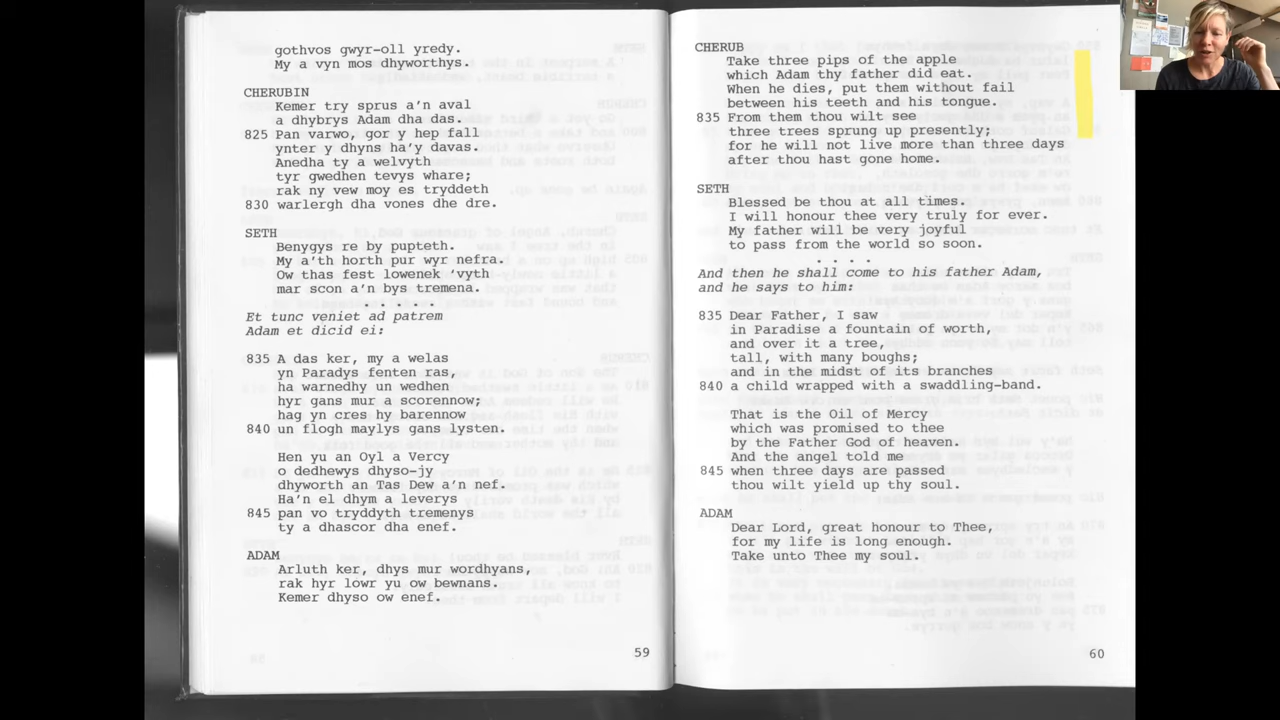 gothvos gwyr-oll yredy.
My a vyn mos dhyworthys.
CHERUBIN
Kemer try sprus a'n aval
a dhybrys Adam dha das.
825 Pan varwo, gor y hep fall
ynter y dhyns ha'y davas.
Anedha ty a welvyth
tyr gwedhen tevys whare;
rak ny vew moy es tryddeth
830 warlergh dha vones dhe dre.
SETH
Benygys re by pupteth.
My a'th horth pur wyr nefra.
Ow thas fest lowenek 'vyth
mar scon a'n bys tremena.
. . . . .
Et tunc veniet ad patrem
Adam et dicid ei:
835 A das ker, my a welas
yn Paradys fenten ras,
ha warnedhy un wedhen
hyr gans mur a scorennow;
hag yn cres hy barennow
840 un flogh maylys gans lysten.
Hen yu an Oyl a Vercy
o dedhewys dhyso-jy
dhyworth an Tas Dew a'n nef.
Ha'n el dhym a leverys
845 pan vo tryddyth tremenys
ty a dhascor dha enef.
ADAM
Arluth ker, dhys mur wordhyans,
rak hyr lowr yu ow bewnans.
Kemer dhyso ow enef.
59
CHERUB
Take three pips of the apple
which Adam thy father did eat.
When he dies, put them without fail
between his teeth and his tongue.
835 From them thou wilt see
three trees sprung up presently;
for he will not live more than three days
after thou hast gone home.
SETH
Blessed be thou at all times.
I will honour thee very truly for ever.
My father will be very joyful
to pass from the world so soon.
. . . .
And then he shall come to his father Adam,
and he says to him:
835 Dear Father, I saw
in Paradise a fountain of worth,
and over it a tree,
tall, with many boughs;
and in the midst of its branches
840 a child wrapped with a swaddling-band.
That is the Oil of Mercy
which was promised to thee
by the Father God of heaven.
And the angel told me
845 when three days are passed
thou wilt yield up thy soul.
ADAM
Dear Lord, great honour to Thee,
for my life is long enough.
Take unto Thee my soul.
60